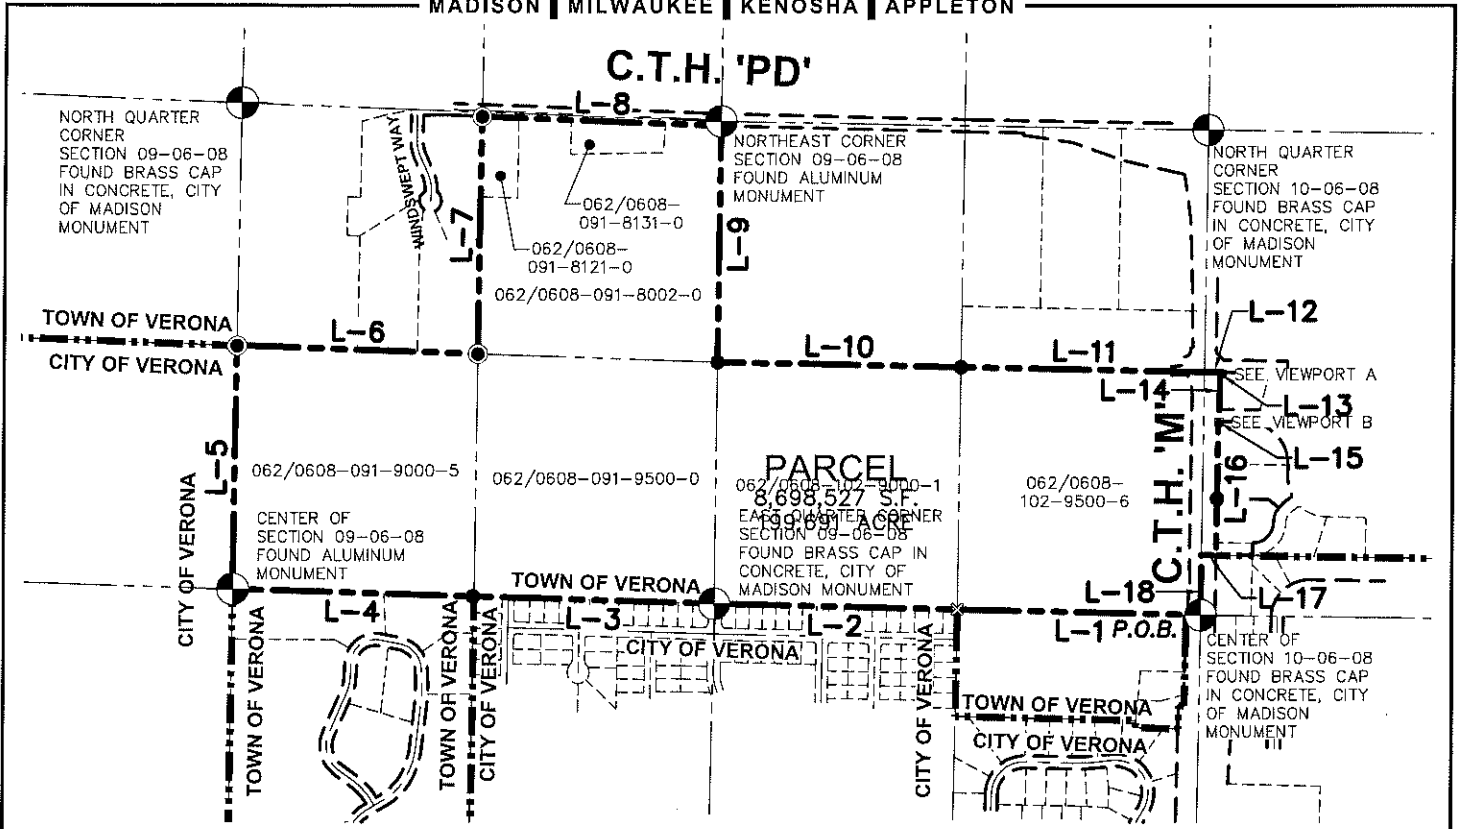 MADISON | MILWAUKEE | KENOSHA | APPLETON
C.T.H. 'PD'
L-8
NORTH QUARTER
CORNER
SECTION 09-06-08
FOUND BRASS CAP
IN CONCRETE, CITY
OF MADISON
MONUMENT
WINDSWEPT WAY
NORTHEAST CORNER
SECTION 09-06-08
FOUND ALUMINUM
MONUMENT
NORTH QUARTER
CORNER
SECTION 10-06-08
FOUND BRASS CAP
IN CONCRETE, CITY
OF MADISON
MONUMENT
L-7
062/0608-
091-8131-0
062/0608-
091-8121-0
062/0608-091-8002-0
L-9
TOWN OF VERONA
CITY OF VERONA
L-6
L-10
L-11
L-12
SEE VIEWPORT A
L-14
L-13
SEE VIEWPORT B
L-15
L-16
C.T.H. 'M'
L-5
CITY OF VERONA
062/0608-091-9000-5
062/0608-091-9500-0
PARCEL
062/0608-102-9000-1
8,698,527 S.F.
199.691 ACRE
062/0608-
102-9500-6
CENTER OF
SECTION 09-06-08
FOUND ALUMINUM
MONUMENT
EAST QUARTER CORNER
SECTION 09-06-08
FOUND BRASS CAP IN
CONCRETE, CITY OF
MADISON MONUMENT
TOWN OF VERONA
L-4
L-3
L-2
L-18
L-17
L-1
P.O.B.
CITY OF VERONA
TOWN OF VERONA
TOWN OF VERONA
CITY OF VERONA
CITY OF VERONA
TOWN OF VERONA
CITY OF VERONA
CENTER OF
SECTION 10-06-08
FOUND BRASS CAP
IN CONCRETE, CITY
OF MADISON
MONUMENT